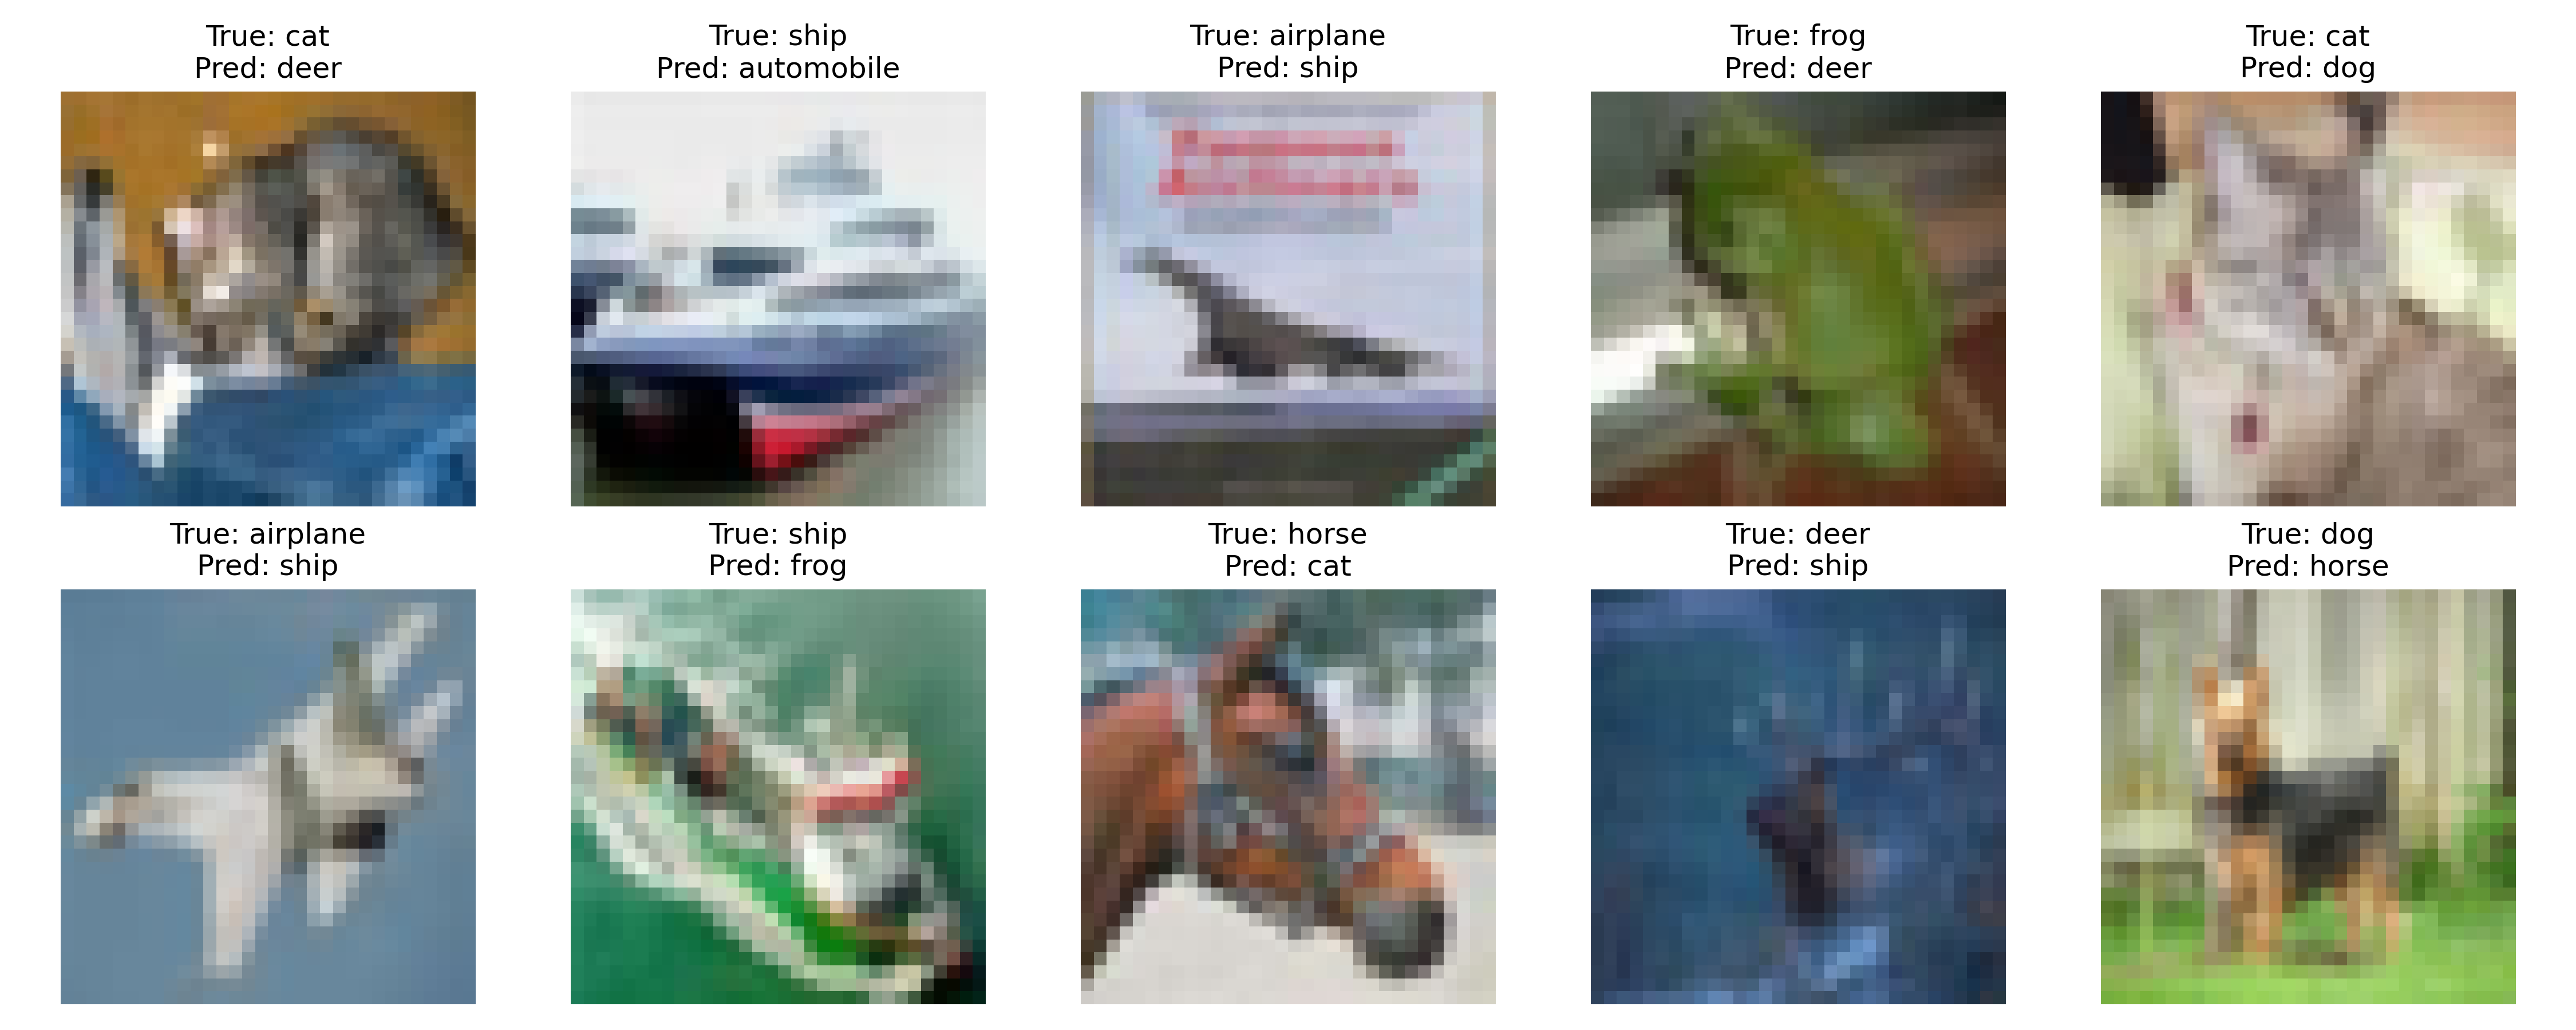 True: cat
Pred: deer
True: ship
Pred: automobile
True: airplane
Pred: ship
True: frog
Pred: deer
True: cat
Pred: dog
True: airplane
Pred: ship
True: ship
Pred: frog
True: horse
Pred: cat
True: deer
Pred: ship
True: dog
Pred: horse